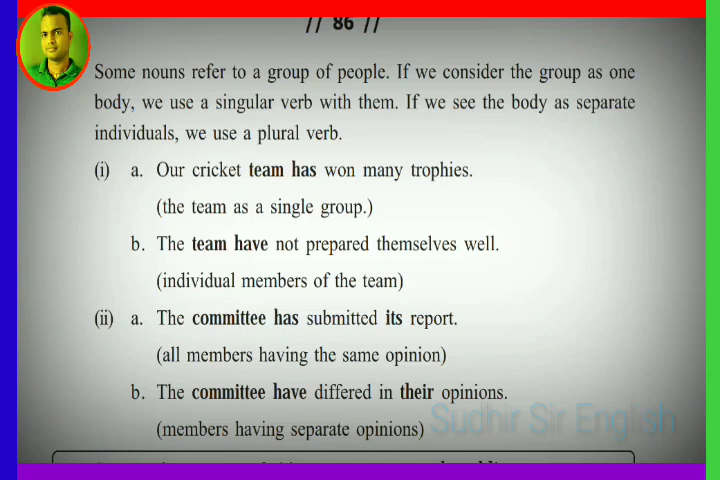 // 86 //
Some nouns refer to a group of people. If we consider the group as one
body, we use a singular verb with them. If we see the body as separate
individuals, we use a plural verb.
(i) a. Our cricket team has won many trophies.
(the team as a single group.)
b. The team have not prepared themselves well.
(individual members of the team)
(ii) a. The committee has submitted its report.
(all members having the same opinion)
b. The committee have differed in their opinions.
Sudhir Sir English
(members having separate opinions)